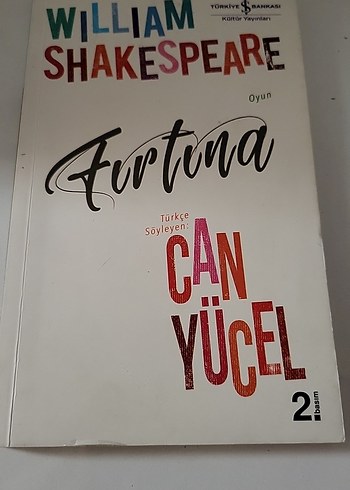 WILLIAM
SHAKESPEARE
TÜRKİYE İŞ BANKASI
Kültür Yayınları
Oyun
Fırtına
Türkçe
Söyleyen:
CAN
YÜCEL
2.
basım